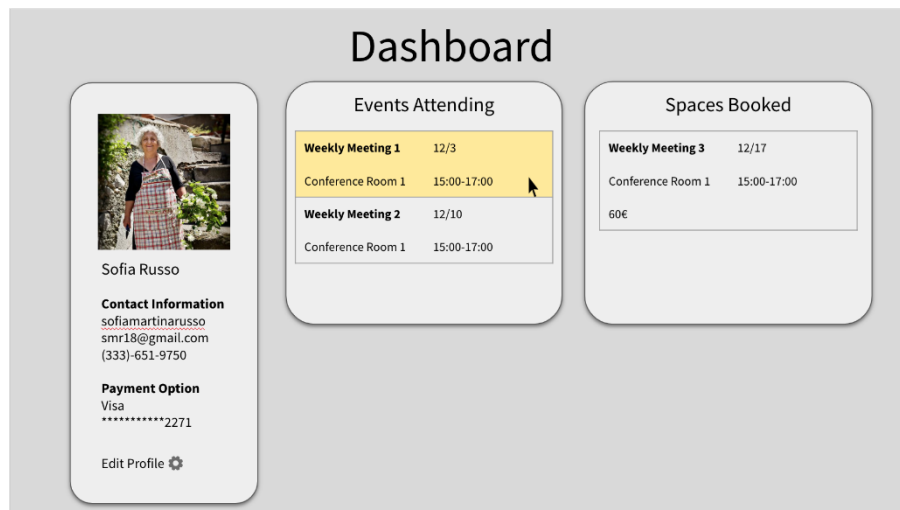 Dashboard
Sofia Russo
Contact Information
sofiamartinarusso
smr18@gmail.com
(333)-651-9750
Payment Option
Visa
***********2271
Edit Profile
Events Attending
Weekly Meeting 1 12/3
Conference Room 1 15:00-17:00
Weekly Meeting 2 12/10
Conference Room 1 15:00-17:00
Spaces Booked
Weekly Meeting 3 12/17
Conference Room 1 15:00-17:00
60€